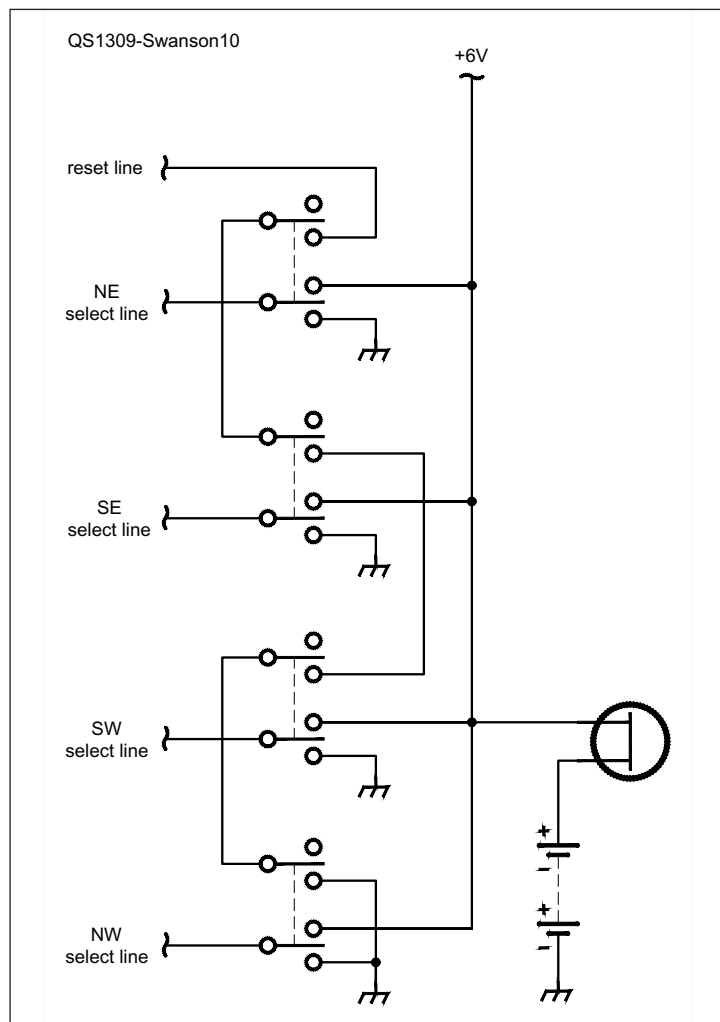 QS1309-Swanson10
+6V
reset line
NE
select line
SE
select line
SW
select line
+
–
+
–
NW
select line